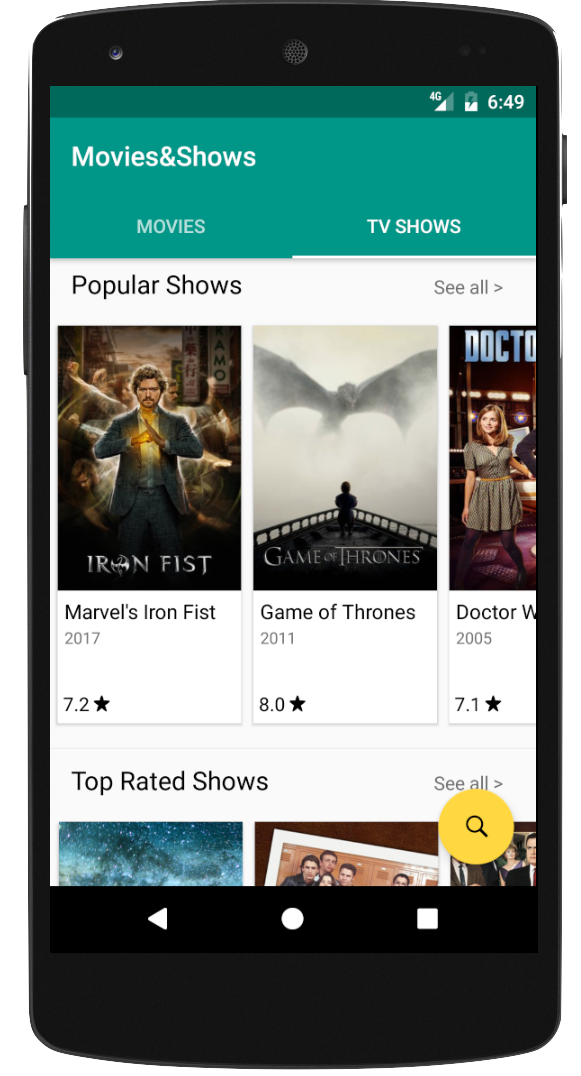 4G 6:49
Movies&Shows
MOVIES TV SHOWS
Popular Shows See all >
RAMO
DOCTO
IRON FIST
GAME OF THRONES
Marvel's Iron Fist Game of Thrones Doctor W
2017 2011 2005
7.2 8.0 7.1
Top Rated Shows See all >